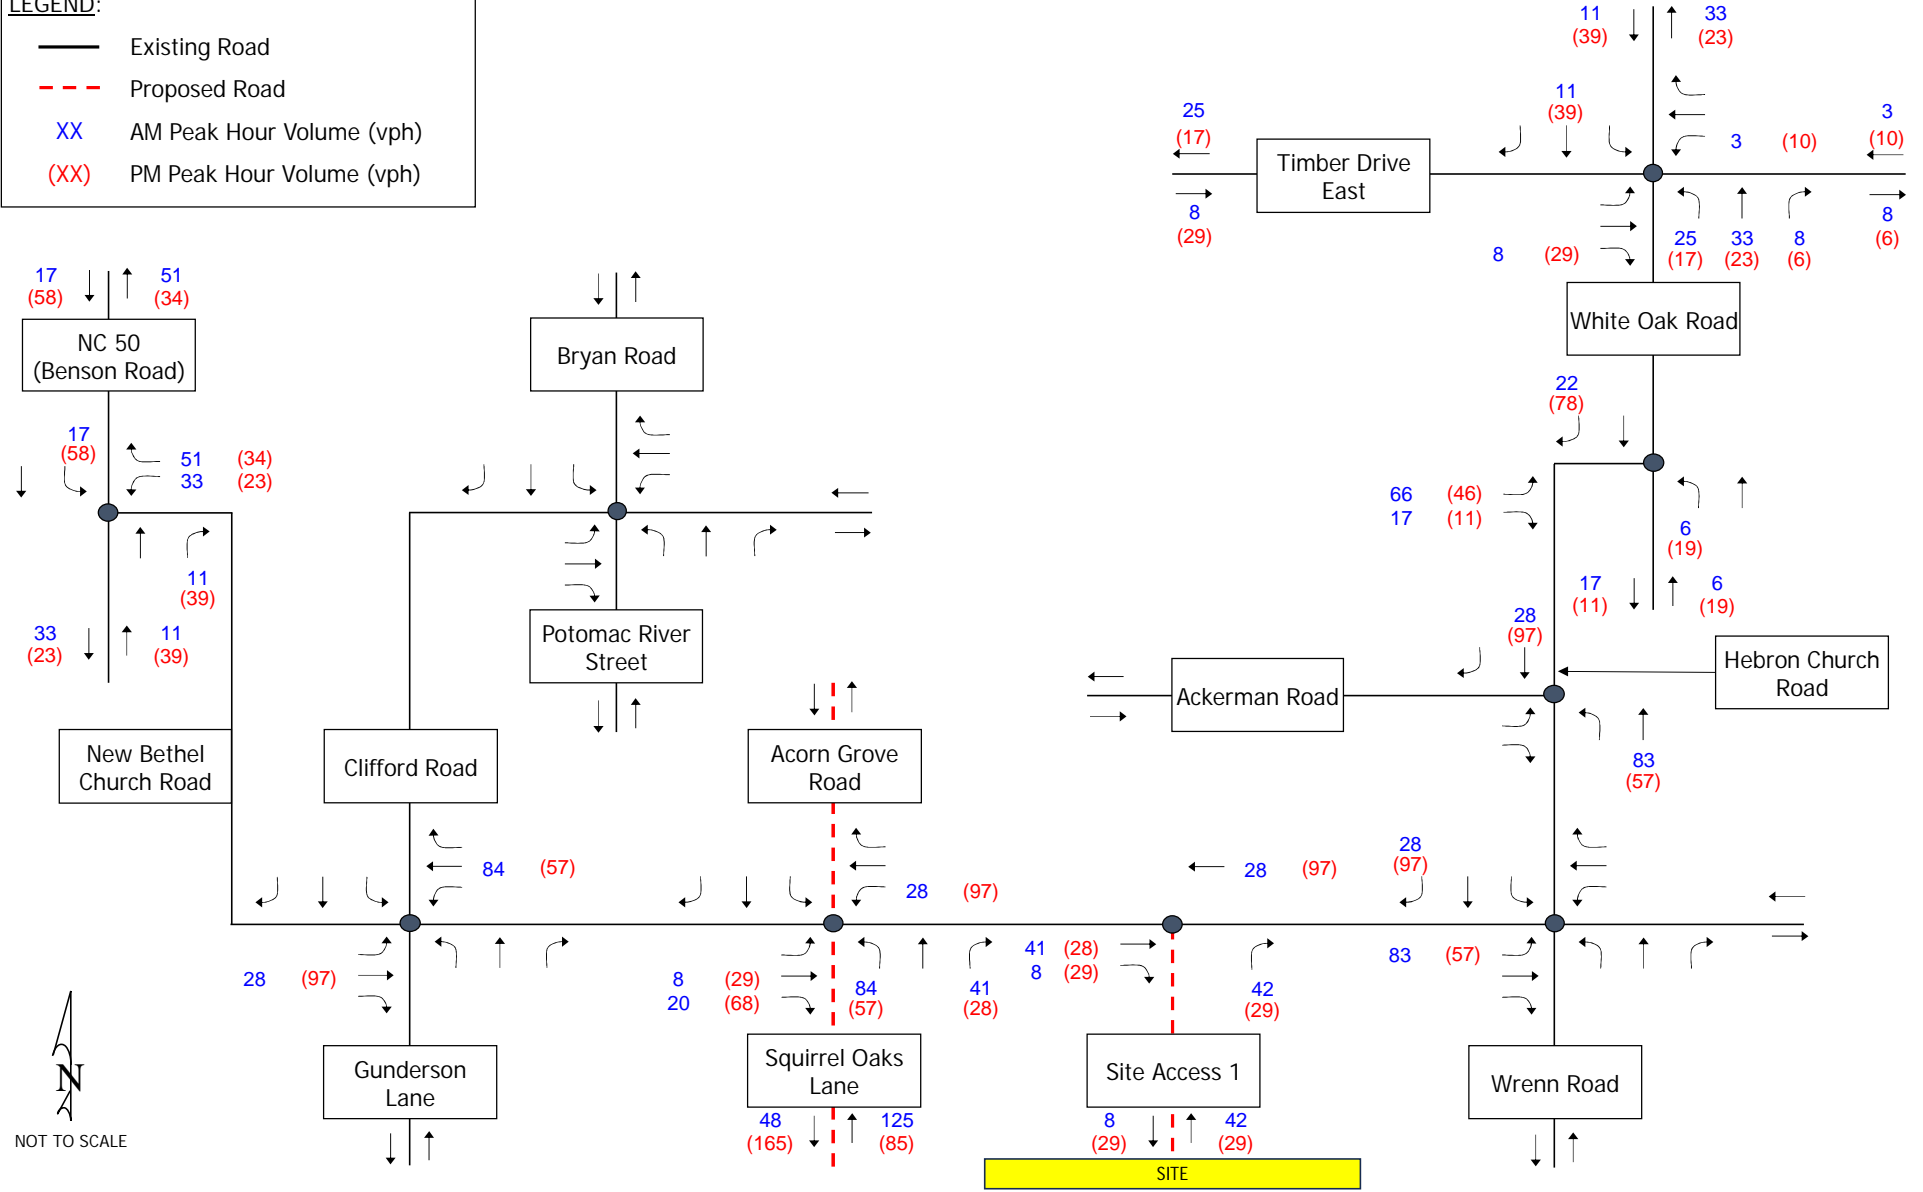 LEGEND:
Existing Road
Proposed Road
XX AM Peak Hour Volume (vph)
(XX) PM Peak Hour Volume (vph)
11 33
(39) (23)
11
(39)
25
(17)
3 (10)
3
(10)
Timber Drive
East
8
(29)
8 (29)
25 33 8
(17) (23) (6)
8
(6)
White Oak Road
17 51
(58) (34)
NC 50
(Benson Road)
17
(58)
51 (34)
33 (23)
11
(39)
33 11
(23) (39)
New Bethel
Church Road
Bryan Road
Potomac River
Street
Clifford Road
Acorn Grove
Road
22
(78)
66 (46)
17 (11)
6
(19)
17 6
(11) (19)
28
(97)
Hebron Church
Road
Ackerman Road
83
(57)
84 (57)
28 (97)
28 (97)
28
(97)
28 (97)
8 (29)
20 (68)
84 41
(57) (28)
41 (28)
8 (29)
42
(29)
83 (57)
Gunderson
Lane
Squirrel Oaks
Lane
Site Access 1
Wrenn Road
48 125
(165) (85)
8 42
(29) (29)
SITE
N
NOT TO SCALE